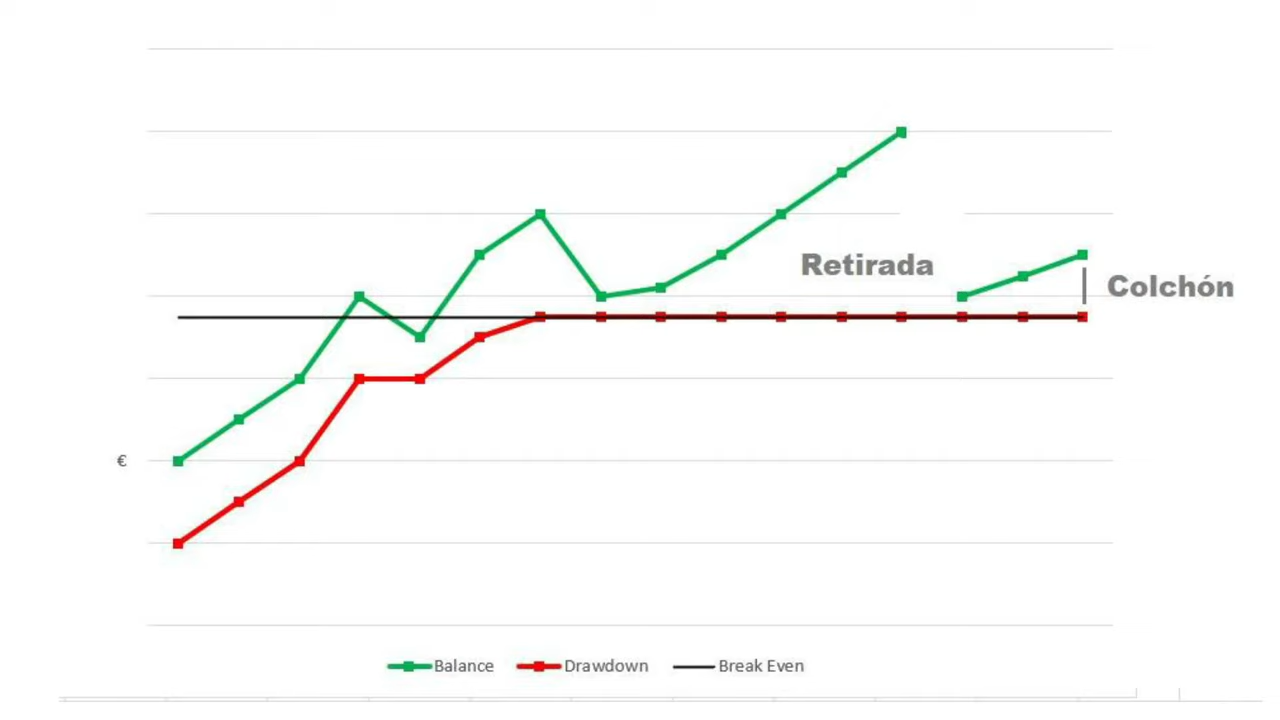 Retirada
Colchón
€
Balance
Drawdown
Break Even